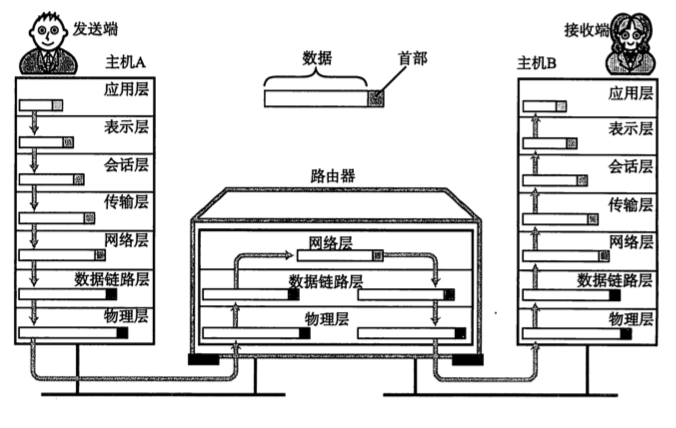 发送端
接收端
主机A
数据
首部
主机B
应用层
表示层
会话层
传输层
网络层
数据链路层
物理层
路由器
网络层
数据链路层
物理层
应用层
表示层
会话层
传输层
网络层
数据链路层
物理层